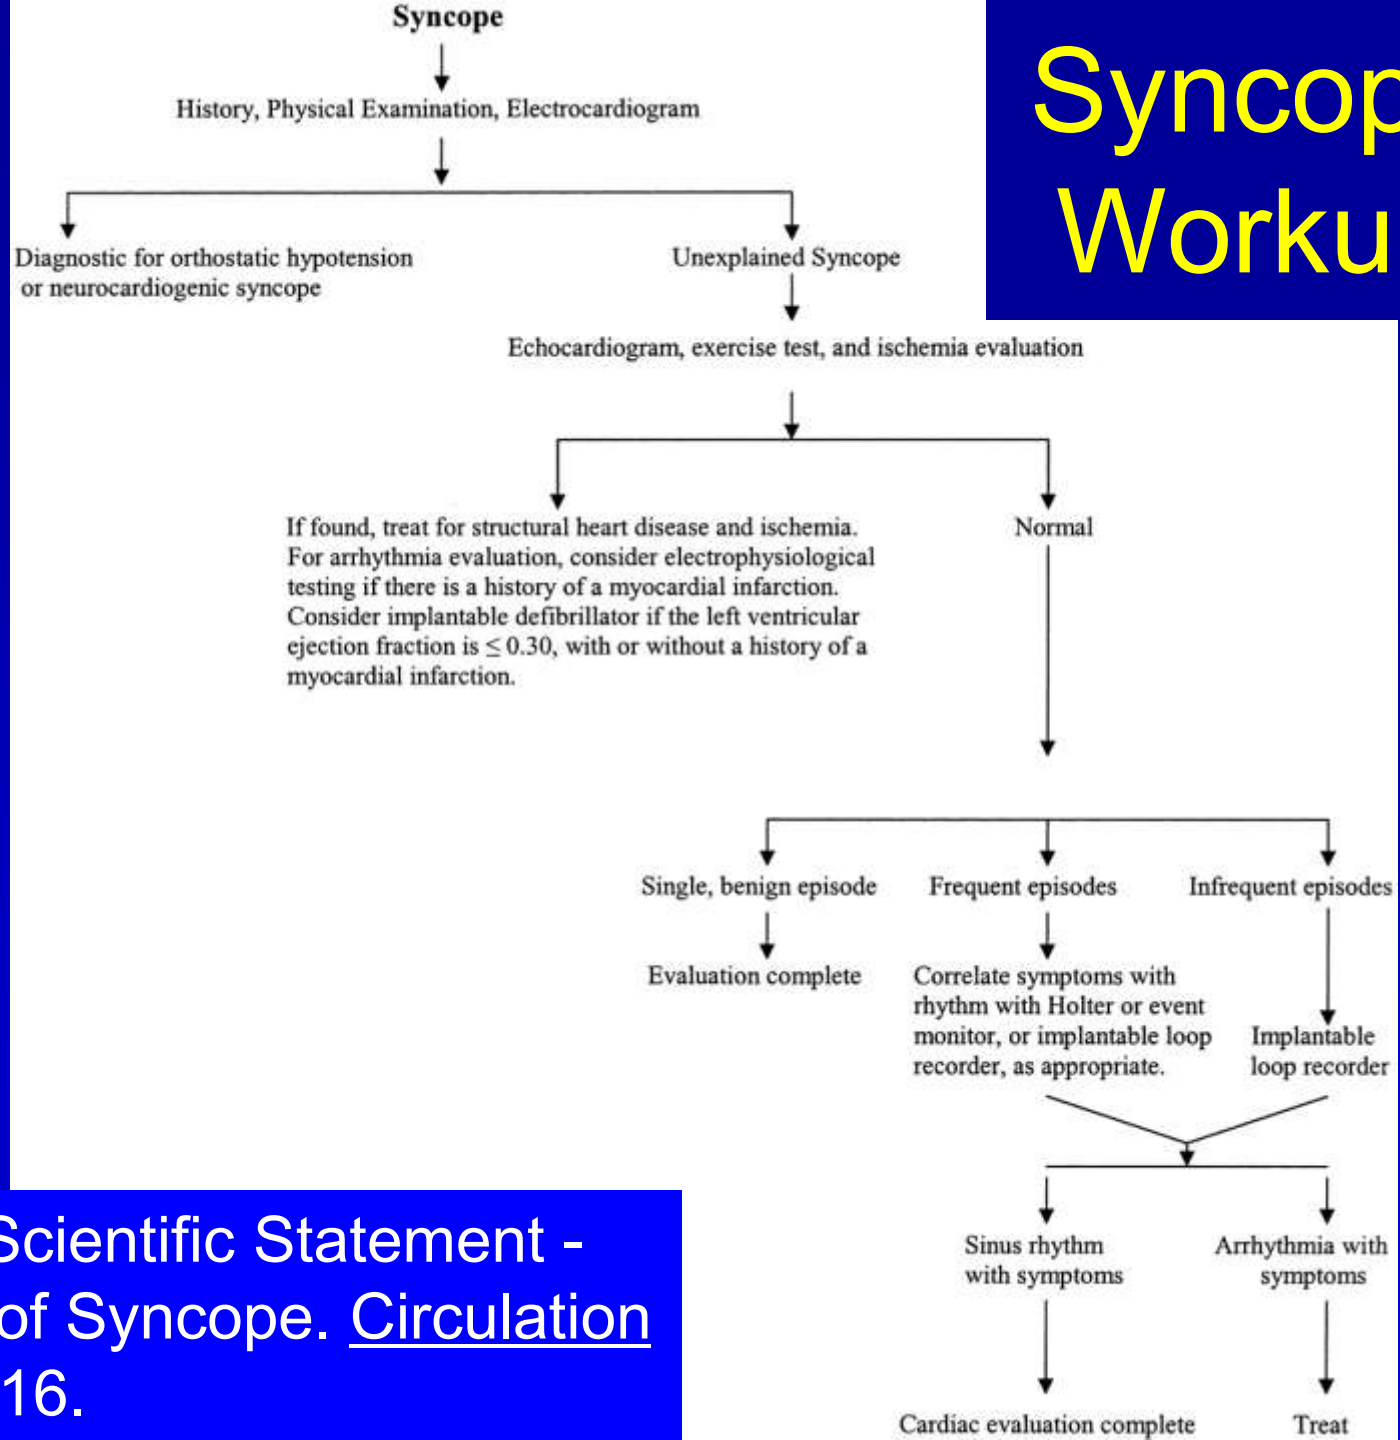 Syncope
History, Physical Examination, Electrocardiogram
Diagnostic for orthostatic hypotension
or neurocardiogenic syncope
Unexplained Syncope
Echocardiogram, exercise test, and ischemia evaluation
If found, treat for structural heart disease and ischemia.
For arrhythmia evaluation, consider electrophysiological
testing if there is a history of a myocardial infarction.
Consider implantable defibrillator if the left ventricular
ejection fraction is ≤ 0.30, with or without a history of a
myocardial infarction.
Normal
Single, benign episode
Frequent episodes
Infrequent episodes
Evaluation complete
Correlate symptoms with
rhythm with Holter or event
monitor, or implantable loop
recorder, as appropriate.
Implantable
loop recorder
Sinus rhythm
with symptoms
Arrhythmia with
symptoms
Cardiac evaluation complete
Treat
Syncop
Worku
Scientific Statement -
of Syncope. Circulation
16.